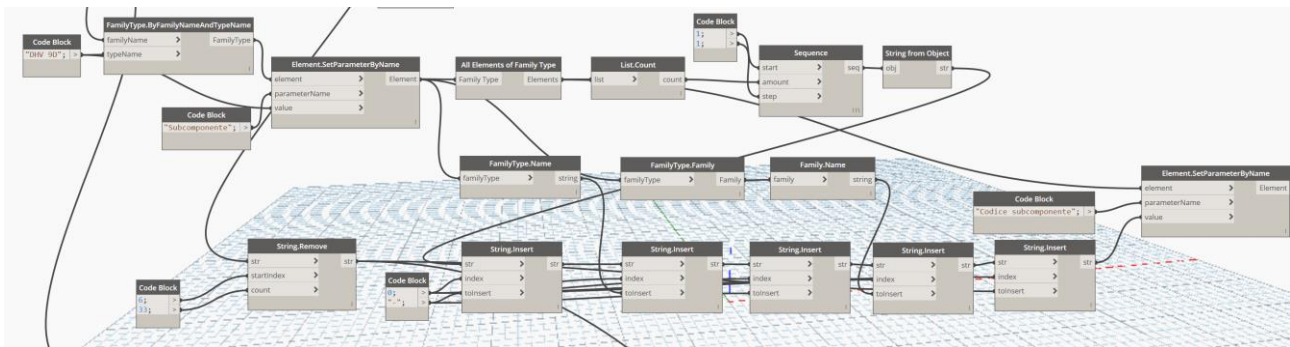 FamilyType.ByFamilyNameAndTypeName
familyName > FamilyType
typeName >
Code Block
"DHV 9D"; >
Element.SetParameterByName
element > Element
parameterName >
value >
Code Block
"Subcomponente"; >
All Elements of Family Type
Family Type > Elements
List.Count
list > count
Code Block
1; >
1; >
Sequence
start > seq
amount >
step >
String from Object
obj > str
FamilyType.Name
familyType > string
FamilyType.Family
familyType > Family
Family.Name
family > string
Code Block
"Codice subcomponente"; >
Element.SetParameterByName
element > Element
parameterName >
value >
String.Remove
str > str
startIndex >
count >
Code Block
6; >
33; >
Code Block
0; >
"."; >
String.Insert
str > str
index >
toInsert >
String.Insert
str > str
index >
toInsert >
String.Insert
str > str
index >
toInsert >
String.Insert
str > str
index >
toInsert >
String.Insert
str > str
index >
toInsert >